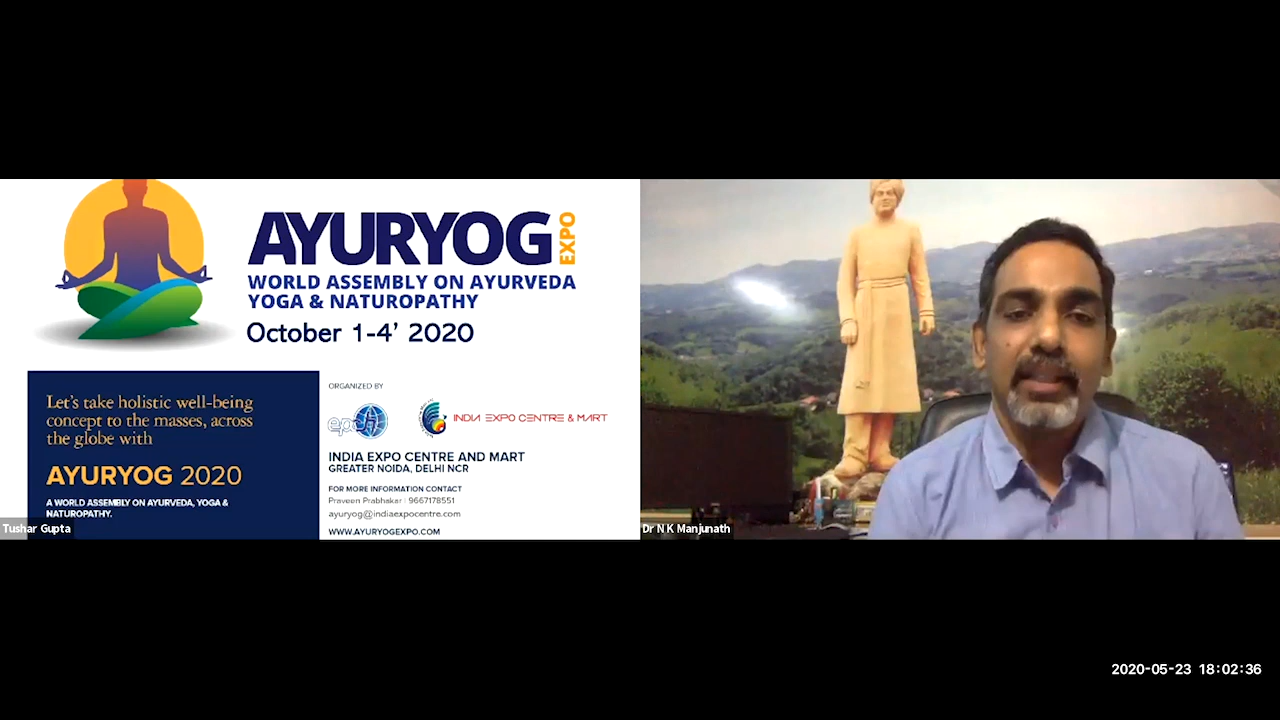 AYURYOG
EXPO
WORLD ASSEMBLY ON AYURVEDA
YOGA & NATUROPATHY
October 1-4’ 2020
Let’s take holistic well-being
concept to the masses, across
the globe with
AYURYOG 2020
A WORLD ASSEMBLY ON AYURVEDA, YOGA &
NATUROPATHY.
Tushar Gupta
ORGANIZED BY
epch
INDIA EXPO CENTRE & MART
INDIA EXPO CENTRE AND MART
GREATER NOIDA, DELHI NCR
FOR MORE INFORMATION CONTACT
Praveen Prabhakar | 9667178551
ayuryog@indiaexpocentre.com
WWW.AYURYOGEXPO.COM
Dr N K Manjunath
2020-05-23 18:02:36